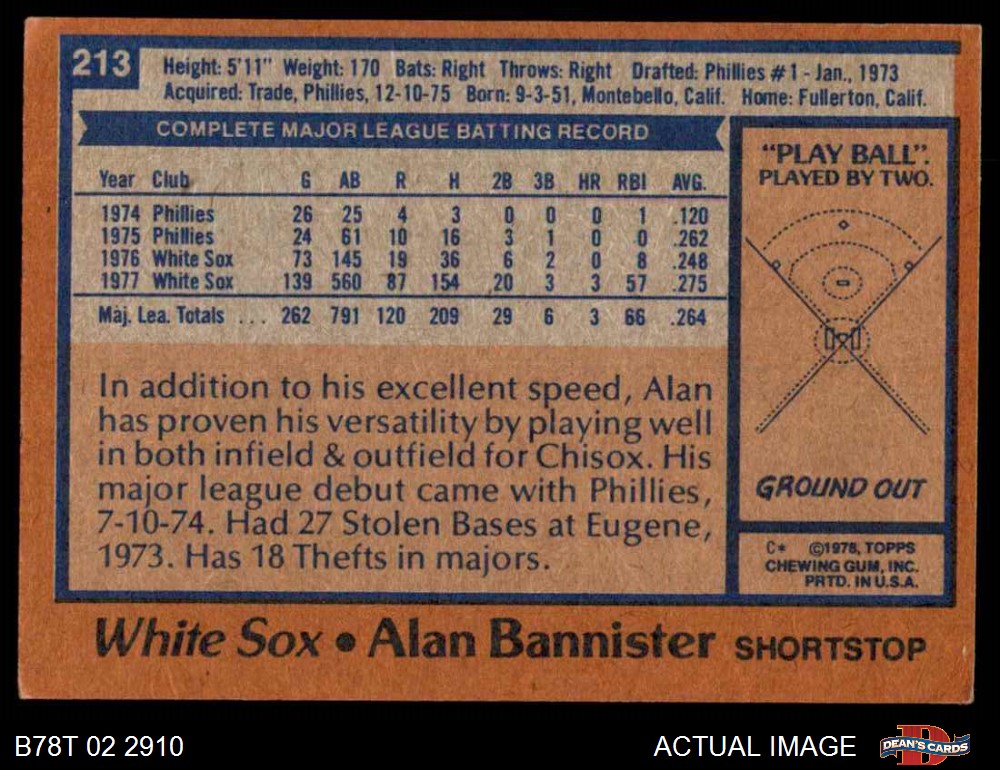 213
Height: 5'11" Weight: 170 Bats: Right Throws: Right Drafted: Phillies #1 - Jan., 1973
Acquired: Trade, Phillies, 12-10-75 Born: 9-3-51, Montebello, Calif. Home: Fullerton, Calif.
COMPLETE MAJOR LEAGUE BATTING RECORD
Year Club G AB R H 2B 3B HR RBI AVG.
1974 Phillies 26 25 4 3 0 0 0 1 .120
1975 Phillies 24 61 10 16 3 1 0 0 .262
1976 White Sox 73 145 19 36 6 2 0 8 .248
1977 White Sox 139 560 87 154 20 3 3 57 .275
Maj. Lea. Totals ... 262 791 120 209 29 6 3 66 .264
In addition to his excellent speed, Alan
has proven his versatility by playing well
in both infield & outfield for Chisox. His
major league debut came with Phillies,
7-10-74. Had 27 Stolen Bases at Eugene,
1973. Has 18 Thefts in majors.
"PLAY BALL".
PLAYED BY TWO.
GROUND OUT
C* ©1978, TOPPS
CHEWING GUM, INC.
PRTD. IN U.S.A.
White Sox • Alan Bannister SHORTSTOP
B78T 02 2910
ACTUAL IMAGE
D
DEAN'S CARDS